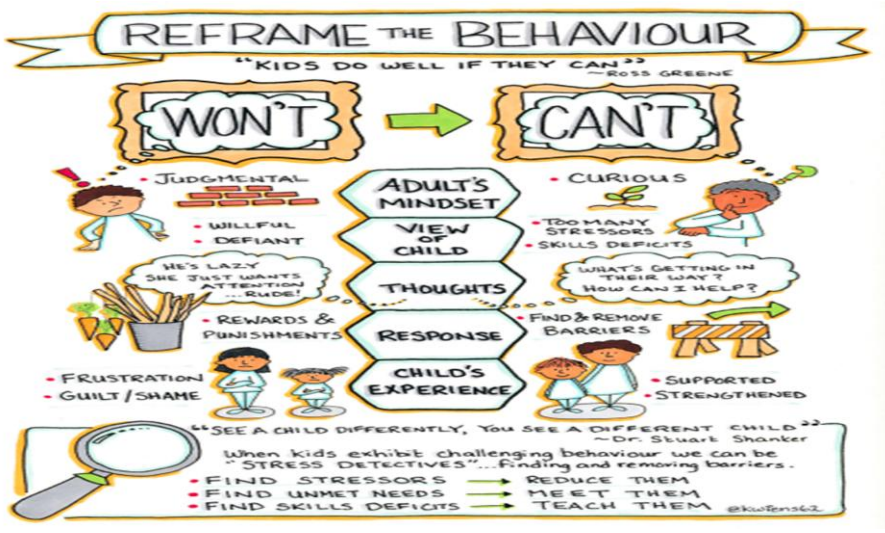 REFRAME THE BEHAVIOUR
"KIDS DO WELL IF THEY CAN"
~ROSS GREENE
WON'T
CAN'T
ADULT'S
MINDSET
• JUDGMENTAL
• CURIOUS
VIEW
OF
CHILD
• WILLFUL
• DEFIANT
• TOO MANY
STRESSORS
• SKILLS DEFICITS
THOUGHTS
HE'S LAZY
SHE JUST WANTS
ATTENTION
...RUDE!
WHAT'S GETTING IN
THEIR WAY?
HOW CAN I HELP?
RESPONSE
• REWARDS &
PUNISHMENTS
• FIND & REMOVE
BARRIERS
CHILD'S
EXPERIENCE
• FRUSTRATION
• GUILT/SHAME
• SUPPORTED
• STRENGTHENED
"SEE A CHILD DIFFERENTLY, YOU SEE A DIFFERENT CHILD"
~Dr. Stuart Shanker
When kids exhibit challenging behaviour we can be
"STRESS DETECTIVES"...finding and removing barriers.
• FIND STRESSORS → REDUCE THEM
• FIND UNMET NEEDS → MEET THEM
• FIND SKILLS DEFICITS → TEACH THEM
@kwiens62